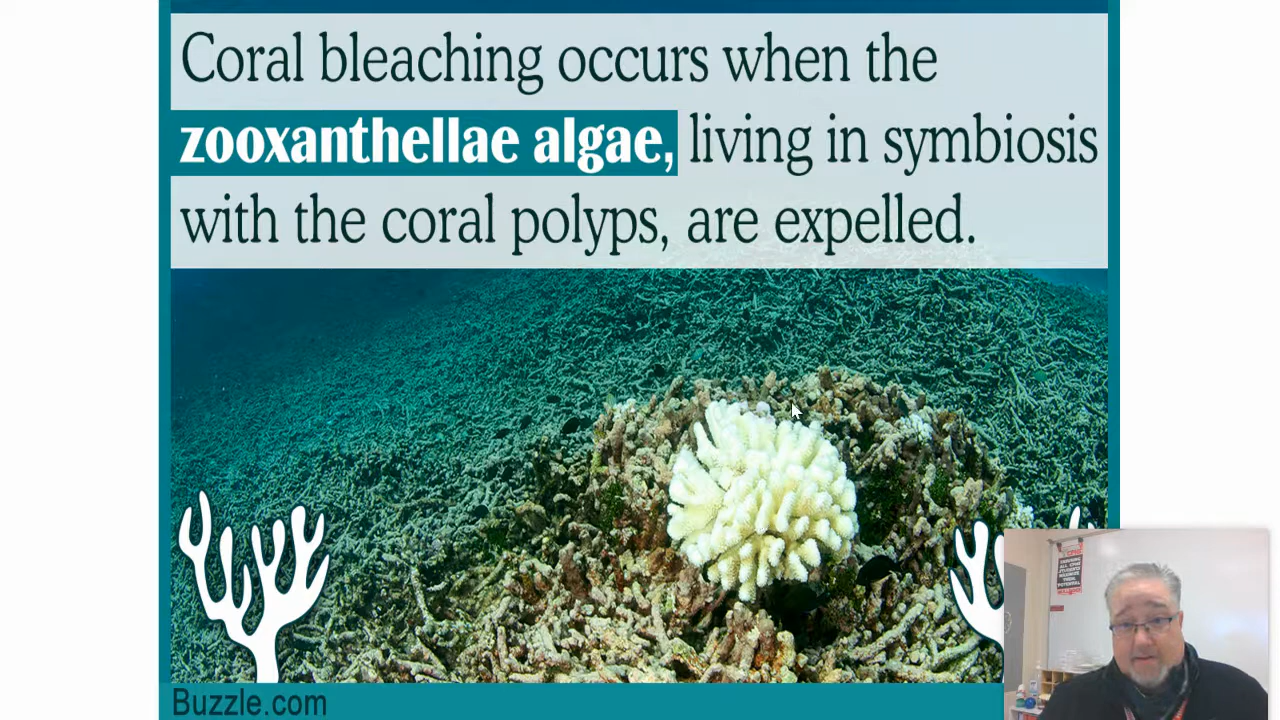 Coral bleaching occurs when the
zooxanthellae algae, living in symbiosis
with the coral polyps, are expelled.
Buzzle.com